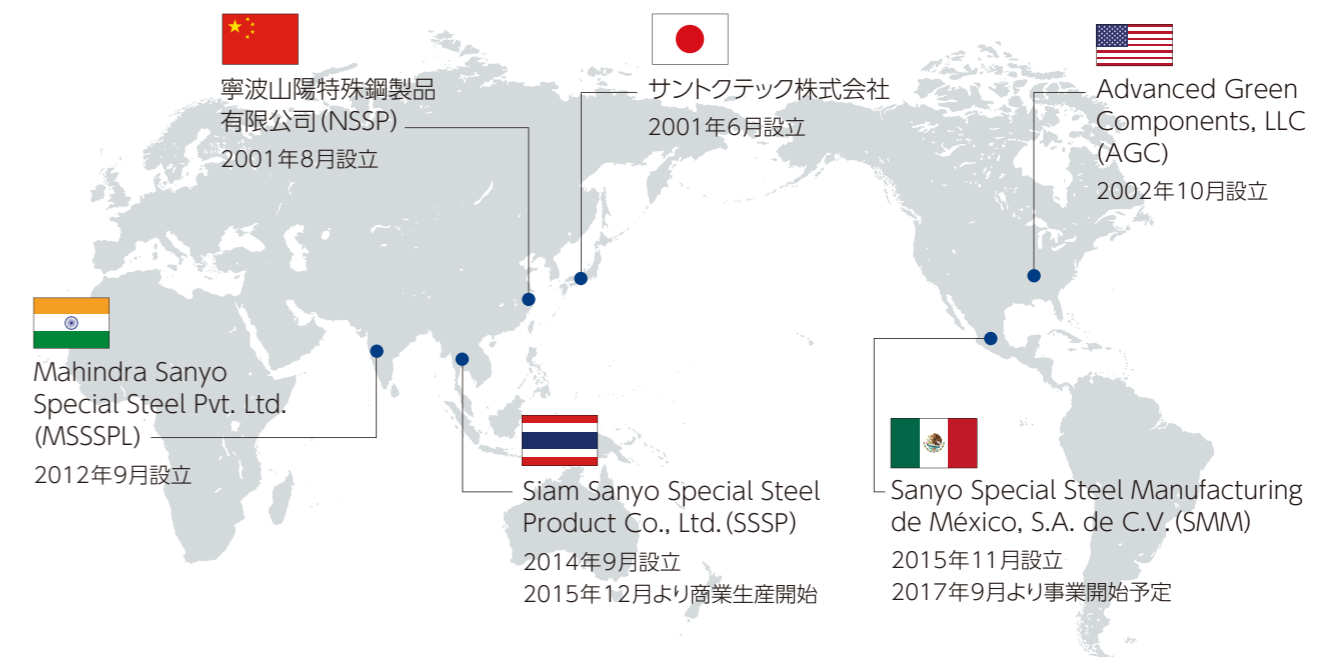 寧波山陽特殊鋼製品
有限公司(NSSP)
2001年8月設立
サントクテック株式会社
2001年6月設立
Advanced Green
Components, LLC
(AGC)
2002年10月設立
Mahindra Sanyo
Special Steel Pvt. Ltd.
(MSSSPL)
2012年9月設立
Siam Sanyo Special Steel
Product Co., Ltd.(SSSP)
2014年9月設立
2015年12月より商業生産開始
Sanyo Special Steel Manufacturing
de México, S.A. de C.V.(SMM)
2015年11月設立
2017年9月より事業開始予定